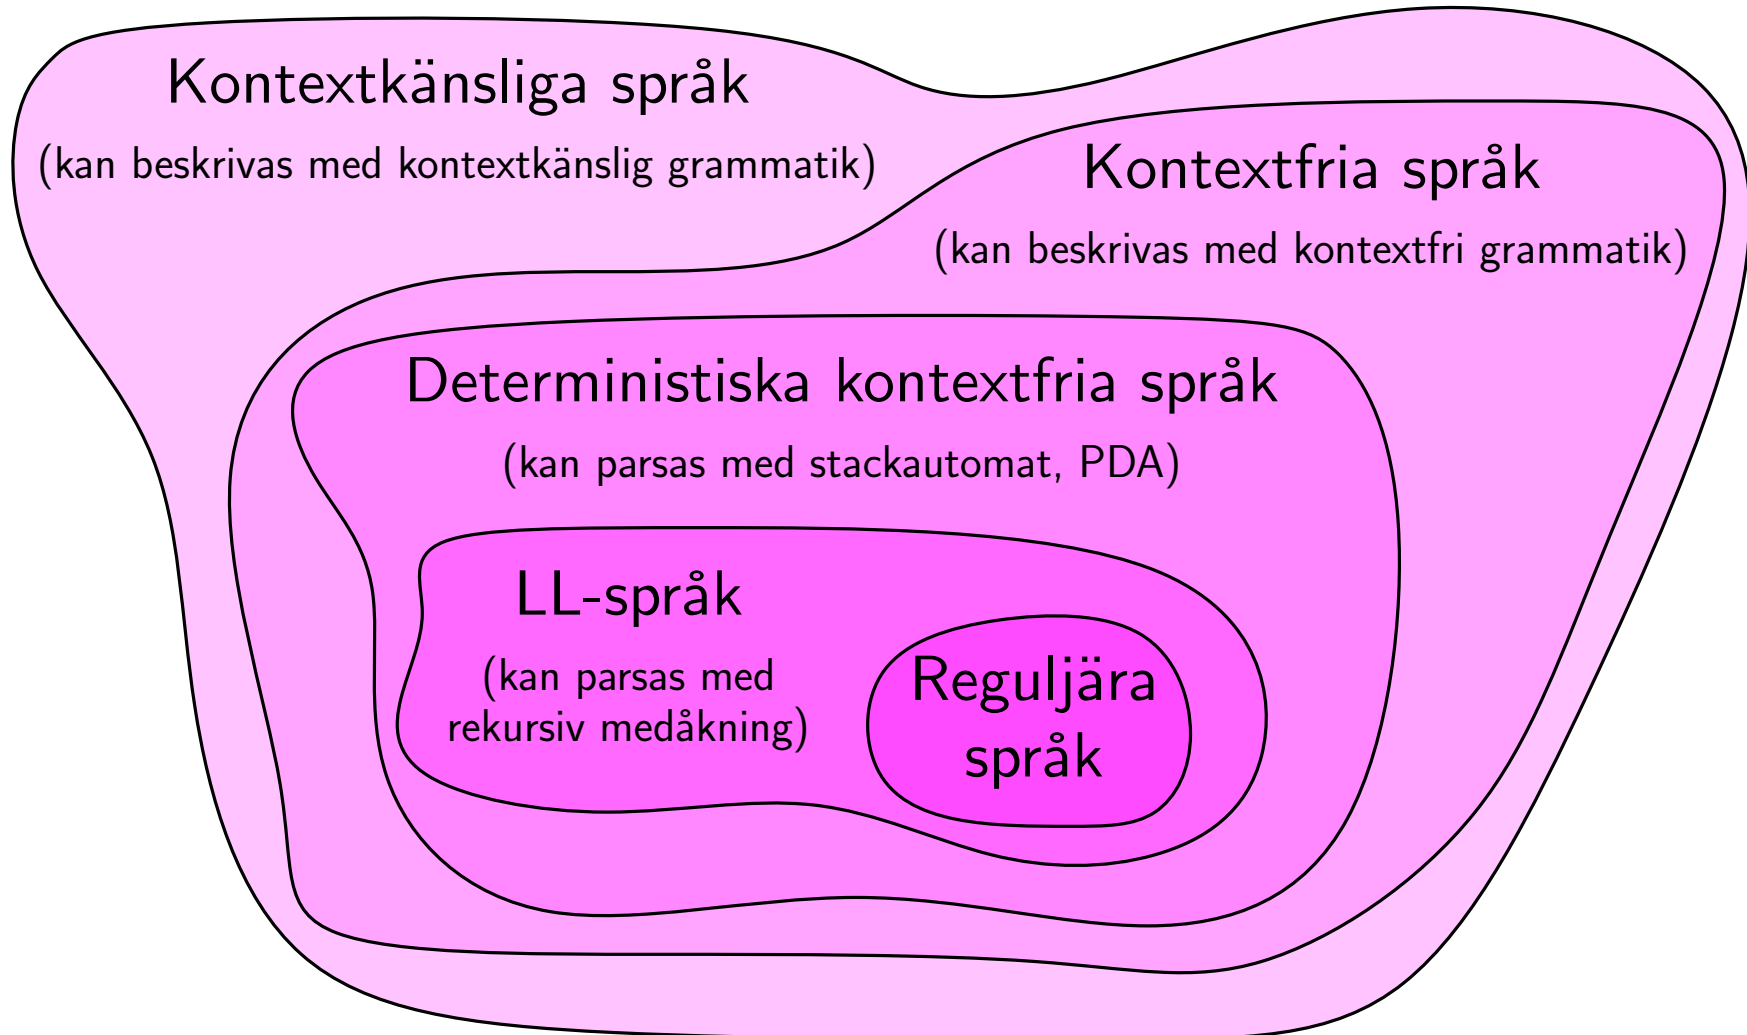 Kontextkänsliga språk
(kan beskrivas med kontextkänslig grammatik)
Kontextfria språk
(kan beskrivas med kontextfri grammatik)
Deterministiska kontextfria språk
(kan parsas med stackautomat, PDA)
LL-språk
(kan parsas med
rekursiv medåkning)
Reguljära
språk